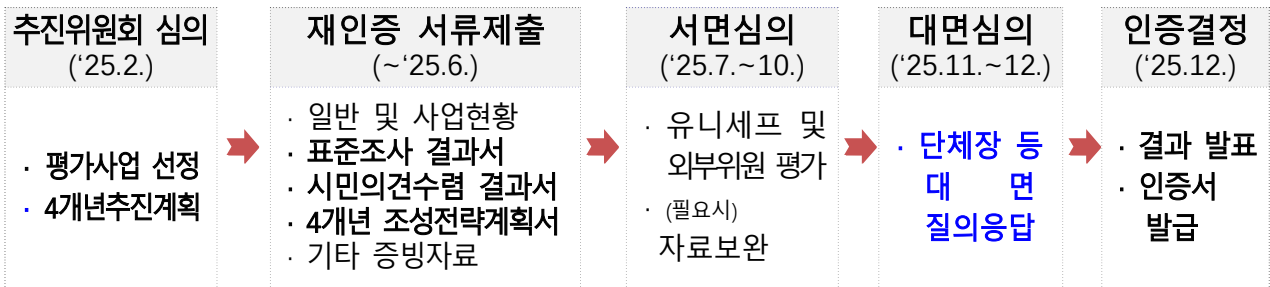 추진위원회 심의
(‘25.2.)
· 평가사업 선정
· 4개년추진계획
재인증 서류제출
(~‘25.6.)
· 일반 및 사업현황
· 표준조사 결과서
· 시민의견수렴 결과서
· 4개년 조성전략계획서
· 기타 증빙자료
서면심의
(‘25.7.~10.)
· 유니세프 및
외부위원 평가
· (필요시)
자료보완
대면심의
(‘25.11.~12.)
· 단체장 등
대 면
질의응답
인증결정
(‘25.12.)
· 결과 발표
· 인증서
발급